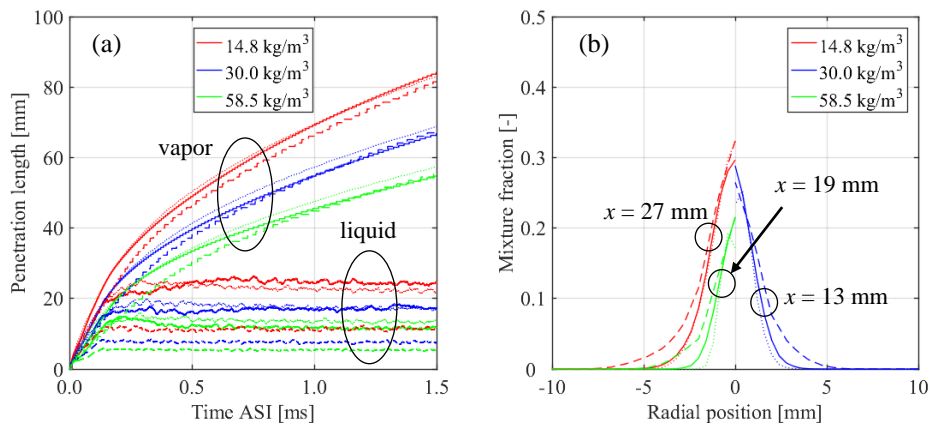 (a)
14.8 kg/m³
30.0 kg/m³
58.5 kg/m³
vapor
liquid
Penetration length [mm]
100
80
60
40
20
0
0.0
0.5
1.0
1.5
Time ASI [ms]
(b)
14.8 kg/m³
30.0 kg/m³
58.5 kg/m³
x = 19 mm
x = 27 mm
x = 13 mm
Mixture fraction [-]
0.5
0.4
0.3
0.2
0.1
0
-10
-5
0
5
10
Radial position [mm]